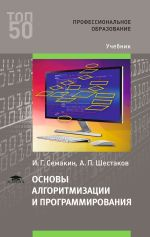 ТОП
50
ПРОФЕССИОНАЛЬНОЕ
ОБРАЗОВАНИЕ
Учебник
И. Г. Семакин, А. П. Шестаков
ОСНОВЫ
АЛГОРИТМИЗАЦИИ
И ПРОГРАММИРОВАНИЯ